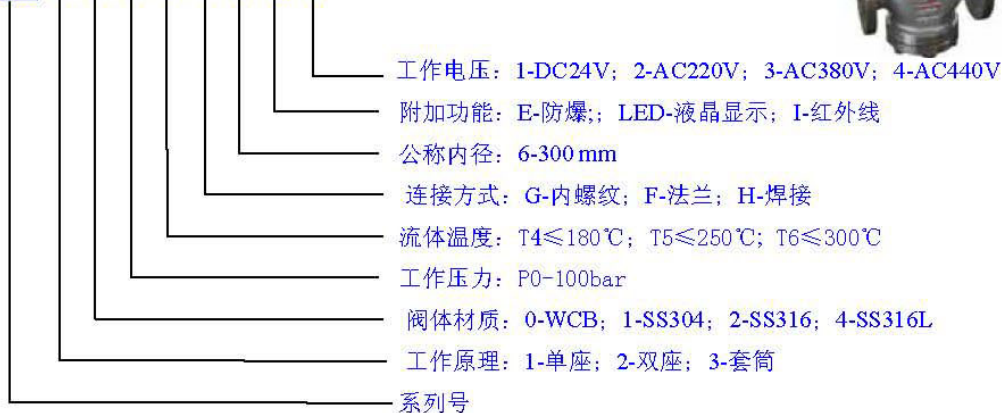 工作电压：1-DC24V；2-AC220V；3-AC380V；4-AC440V
附加功能：E-防爆;；LED-液晶显示；I-红外线
公称内径：6-300 mm
连接方式：G-内螺纹；F-法兰；H-焊接
流体温度：T4≤180℃；T5≤250℃；T6≤300℃
工作压力：P0-100bar
阀体材质：0-WCB；1-SS304；2-SS316；4-SS316L
工作原理：1-单座；2-双座；3-套筒
系列号